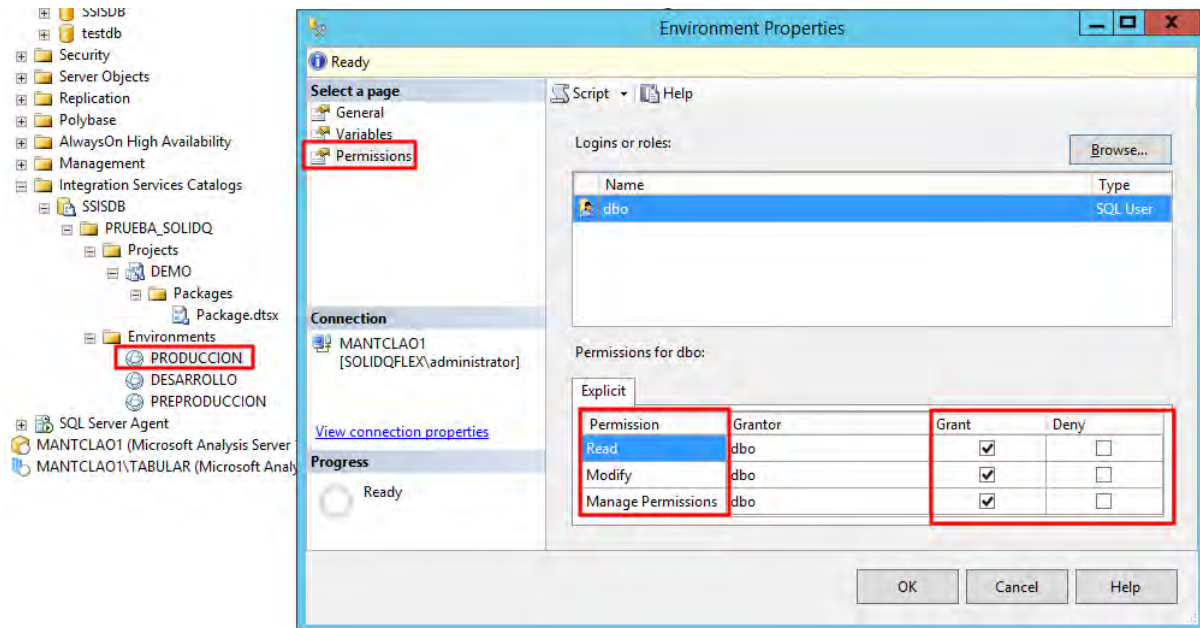 SSISDB
testdb
Security
Server Objects
Replication
Polybase
AlwaysOn High Availability
Management
Integration Services Catalogs
SSISDB
PRUEBA_SOLIDQ
Projects
DEMO
Packages
Package.dtsx
Environments
PRODUCCION
DESARROLLO
PREPRODUCCION
SQL Server Agent
MANTCLAO1 (Microsoft Analysis Server
MANTCLAO1\TABULAR (Microsoft Analy
Environment Properties
Ready
Select a page
General
Variables
Permissions
Connection
MANTCLAO1
[SOLIDQFLEX\administrator]
View connection properties
Progress
Ready
Script Help
Logins or roles:
Browse...
Name Type
dbo SQL User
Permissions for dbo:
Explicit
Permission Grantor Grant Deny
Read dbo
Modify dbo
Manage Permissions dbo
OK Cancel Help